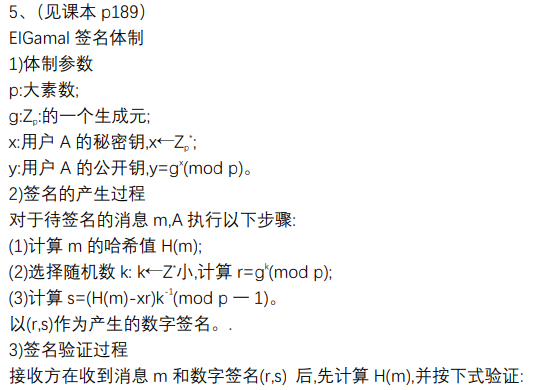 5、（见课本 p189）
ElGamal 签名体制
1)体制参数
p:大素数;
g:Zₚ:的一个生成元;
x:用户 A 的秘密钥,x←Zₚ*;
y:用户 A 的公开钥,y=gˣ(mod p)。
2)签名的产生过程
对于待签名的消息 m,A 执行以下步骤:
(1)计算 m 的哈希值 H(m);
(2)选择随机数 k: k←Z*小,计算 r=gᵏ(mod p);
(3)计算 s=(H(m)-xr)k⁻¹(mod p 一 1)。
以(r,s)作为产生的数字签名。.
3)签名验证过程
接收方在收到消息 m 和数字签名(r,s) 后,先计算 H(m),并按下式验证: